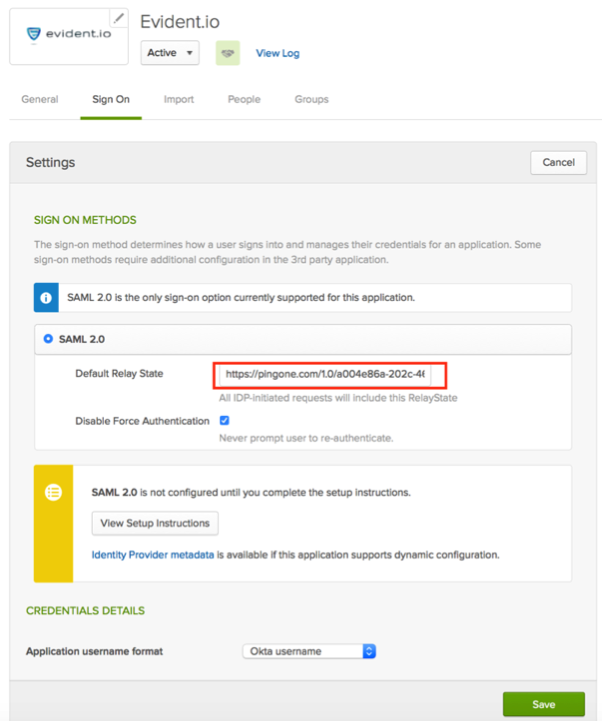 evident.io
Evident.io
Active
View Log
General Sign On Import People Groups
Settings
Cancel
SIGN ON METHODS
The sign-on method determines how a user signs into and manages their credentials for an application. Some
sign-on methods require additional configuration in the 3rd party application.
SAML 2.0 is the only sign-on option currently supported for this application.
SAML 2.0
Default Relay State https://pingone.com/1.0/a004e86a-202c-4
All IDP-initiated requests will include this RelayState
Disable Force Authentication
Never prompt user to re-authenticate.
SAML 2.0 is not configured until you complete the setup instructions.
View Setup Instructions
Identity Provider metadata is available if this application supports dynamic configuration.
CREDENTIALS DETAILS
Application username format Okta username
Save